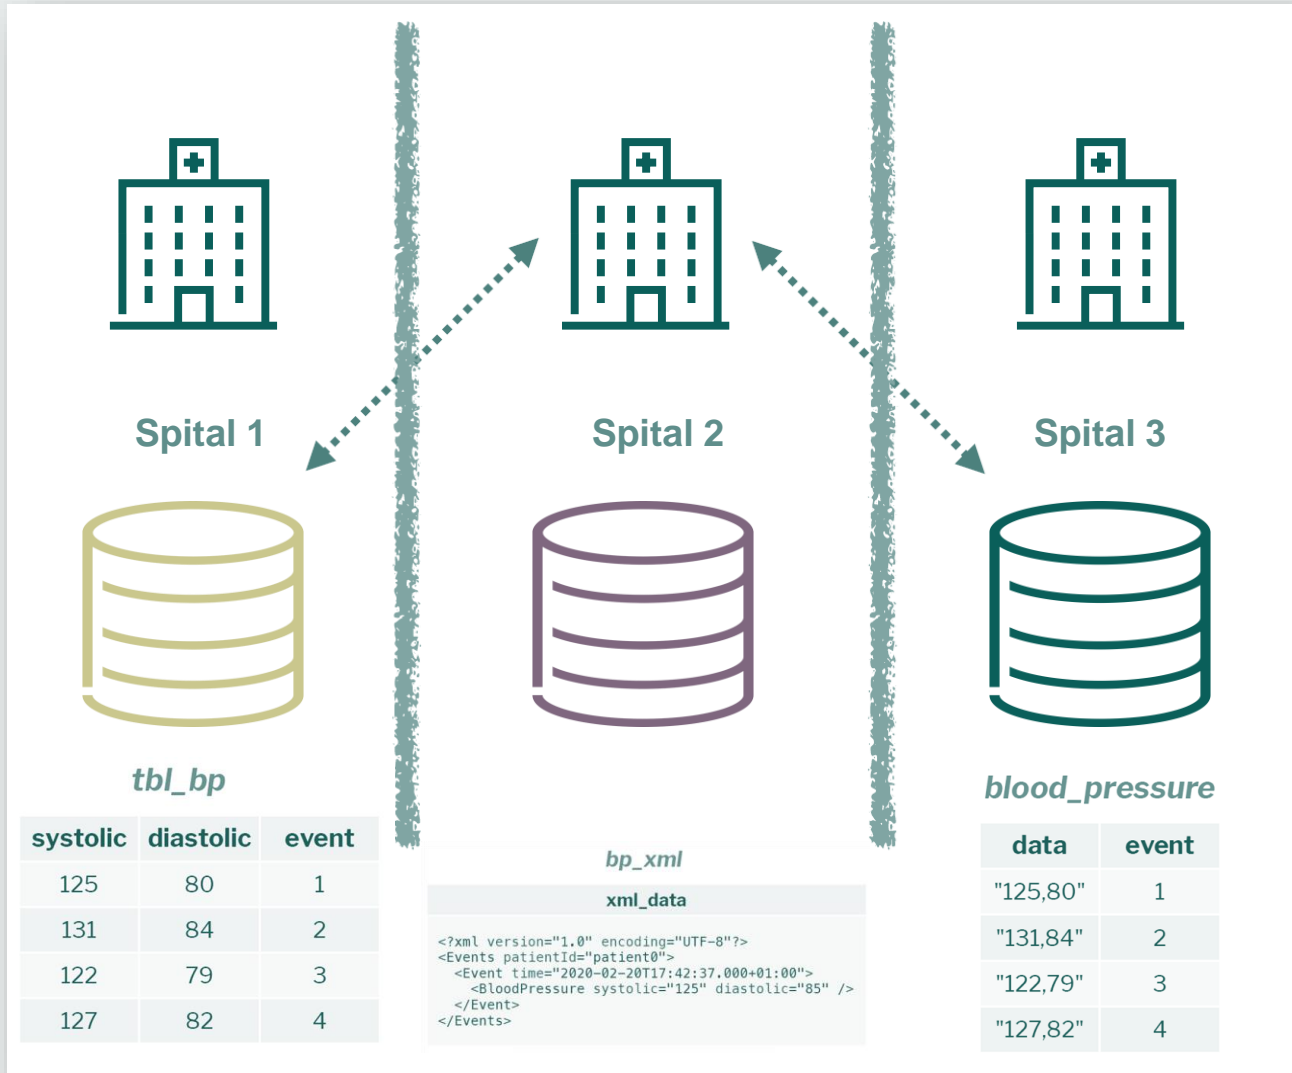 Spital 1
Spital 2
Spital 3
tbl_bp
systolic diastolic event
125 80 1
131 84 2
122 79 3
127 82 4
bp_xml
xml_data
<?xml version="1.0" encoding="UTF-8"?>
<Events patientId="patient0">
<Event time="2020-02-20T17:42:37.000+01:00">
<BloodPressure systolic="125" diastolic="85" />
</Event>
</Events>
blood_pressure
data event
"125,80" 1
"131,84" 2
"122,79" 3
"127,82" 4